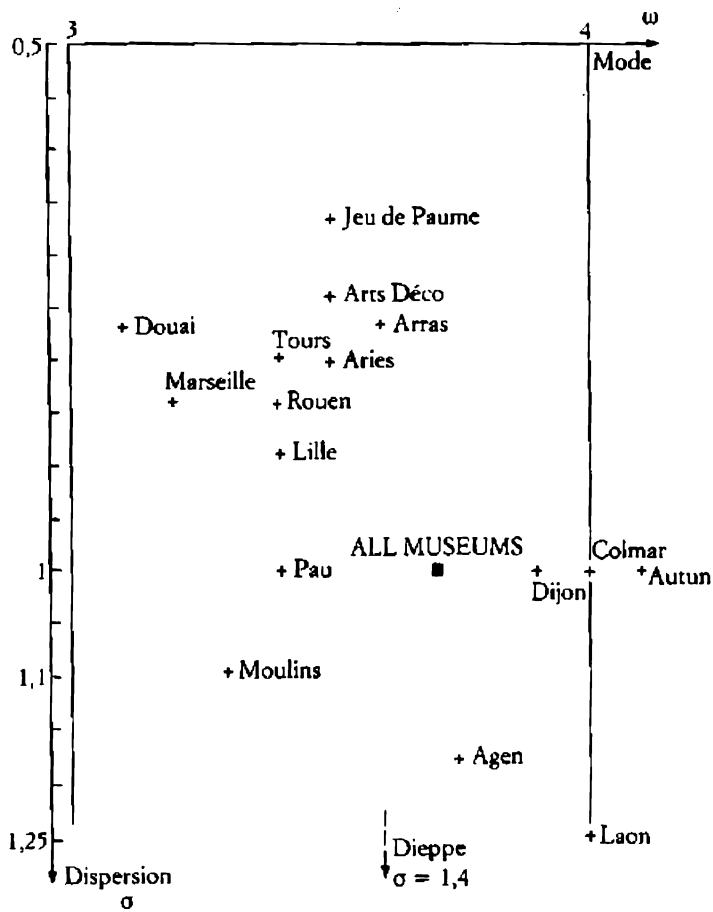 3 4 ω
0,5 Mode
Jeu de Paume
Arts Déco
Douai Arras
Tours
Aries
Marseille
Rouen
Lille
ALL MUSEUMS Colmar
1 Pau Autun
Dijon
1,1 Moulins
Agen
1,25 Laon
Dieppe
Dispersion σ = 1,4
σ